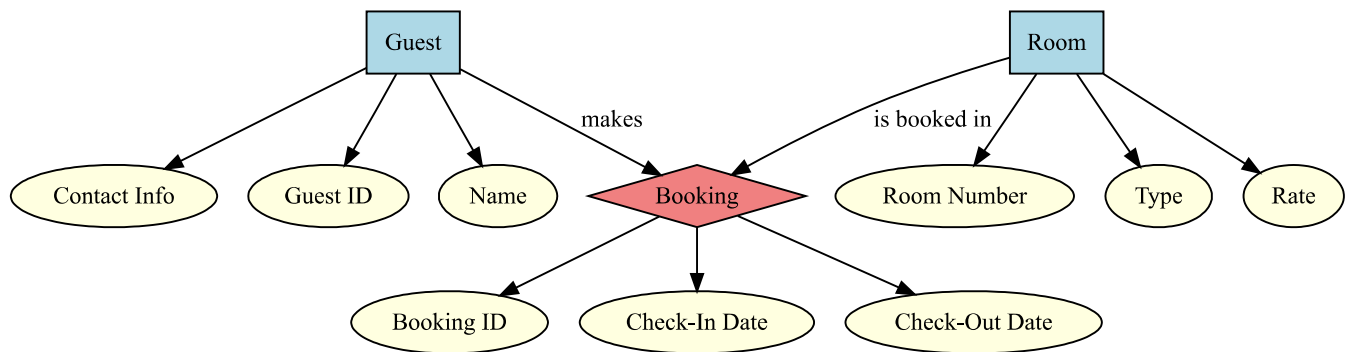 Guest
Room
makes
is booked in
Contact Info
Guest ID
Name
Booking
Room Number
Type
Rate
Booking ID
Check-In Date
Check-Out Date